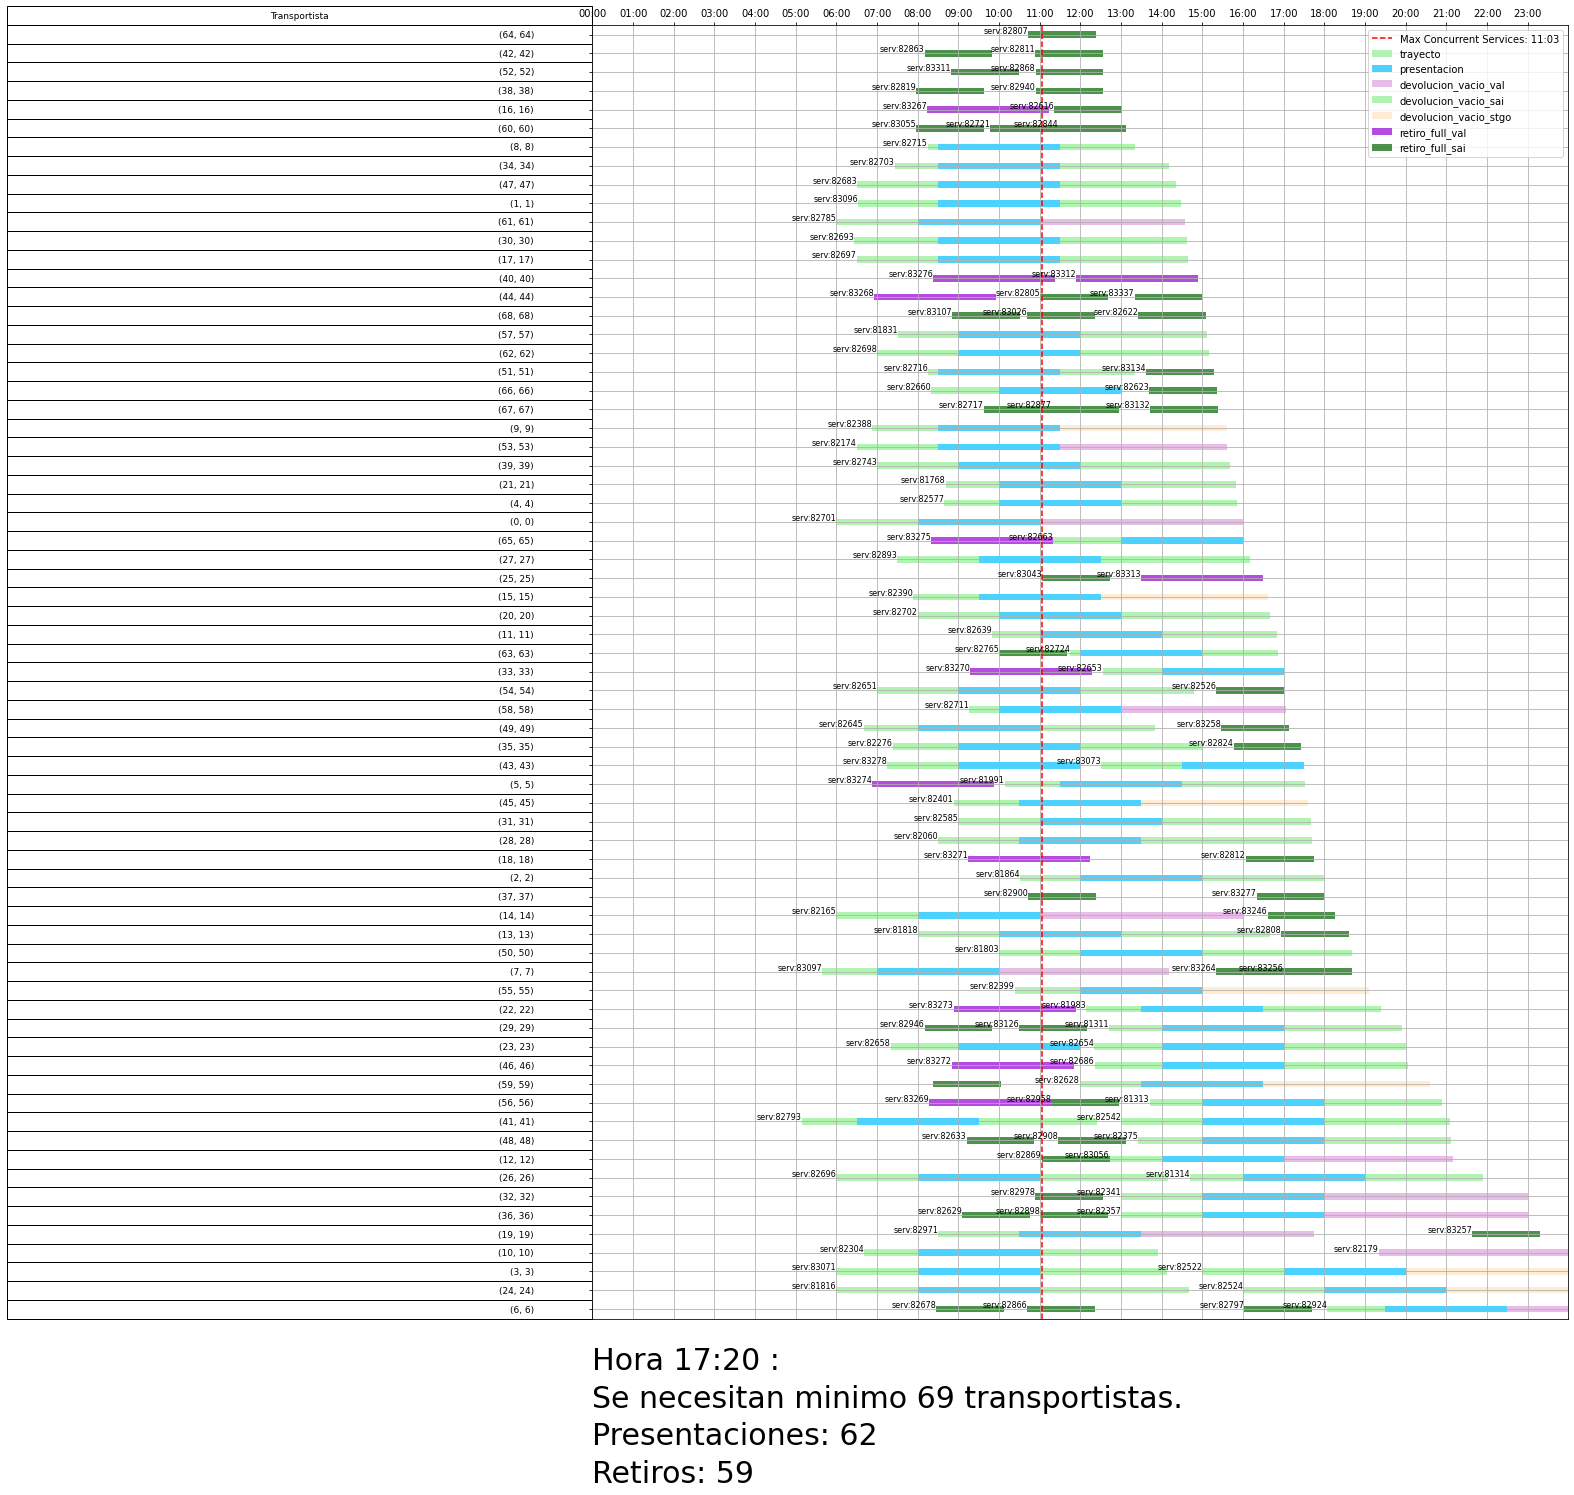 Transportista
00:00 01:00 02:00 03:00 04:00 05:00 06:00 07:00 08:00 09:00 10:00 11:00 12:00 13:00 14:00 15:00 16:00 17:00 18:00 19:00 20:00 21:00 22:00 23:00
Max Concurrent Services: 11:03
trayecto
presentacion
devolucion_vacio_val
devolucion_vacio_sai
devolucion_vacio_stgo
retiro_full_val
retiro_full_sai
(64, 64) serv:82807
(42, 42) serv:82863 serv:82811
(52, 52) serv:83311 serv:82868
(38, 38) serv:82819 serv:82940
(16, 16) serv:83267 serv:82616
(60, 60) serv:83055 serv:82721 serv:82844
(8, 8) serv:82715
(34, 34) serv:82703
(47, 47) serv:82683
(1, 1) serv:83096
(61, 61) serv:82785
(30, 30) serv:82693
(17, 17) serv:82697
(40, 40) serv:83276 serv:83312
(44, 44) serv:83268 serv:82805 serv:83337
(68, 68) serv:83107 serv:83026 serv:82622
(57, 57) serv:81831
(62, 62) serv:82698
(51, 51) serv:82716 serv:83134
(66, 66) serv:82660 serv:82623
(67, 67) serv:82717 serv:82877 serv:83132
(9, 9) serv:82388
(53, 53) serv:82174
(39, 39) serv:82743
(21, 21) serv:81768
(4, 4) serv:82577
(0, 0) serv:82701
(65, 65) serv:83275 serv:82663
(27, 27) serv:82893
(25, 25) serv:83043 serv:83313
(15, 15) serv:82390
(20, 20) serv:82702
(11, 11) serv:82639
(63, 63) serv:82765 serv:82724
(33, 33) serv:83270 serv:82653
(54, 54) serv:82651 serv:82526
(58, 58) serv:82711
(49, 49) serv:82645 serv:83258
(35, 35) serv:82276 serv:82824
(43, 43) serv:83278 serv:83073
(5, 5) serv:83274 serv:81991
(45, 45) serv:82401
(31, 31) serv:82585
(28, 28) serv:82060
(18, 18) serv:83271 serv:82812
(2, 2) serv:81864
(37, 37) serv:82900 serv:83277
(14, 14) serv:82165 serv:83246
(13, 13) serv:81818 serv:82808
(50, 50) serv:81803
(7, 7) serv:83097 serv:83264 serv:83256
(55, 55) serv:82399
(22, 22) serv:83273 serv:81983
(29, 29) serv:82946 serv:83126 serv:81311
(23, 23) serv:82658 serv:82654
(46, 46) serv:83272 serv:82686
(59, 59) serv:82628
(56, 56) serv:83269 serv:82958 serv:81313
(41, 41) serv:82793 serv:82542
(48, 48) serv:82633 serv:82908 serv:82375
(12, 12) serv:82869 serv:83056
(26, 26) serv:82696 serv:81314
(32, 32) serv:82978 serv:82341
(36, 36) serv:82629 serv:82898 serv:82357
(19, 19) serv:82971 serv:83257
(10, 10) serv:82304 serv:82179
(3, 3) serv:83071 serv:82522
(24, 24) serv:81816 serv:82524
(6, 6) serv:82678 serv:82866 serv:82797 serv:82924
Hora 17:20 :
Se necesitan minimo 69 transportistas.
Presentaciones: 62
Retiros: 59